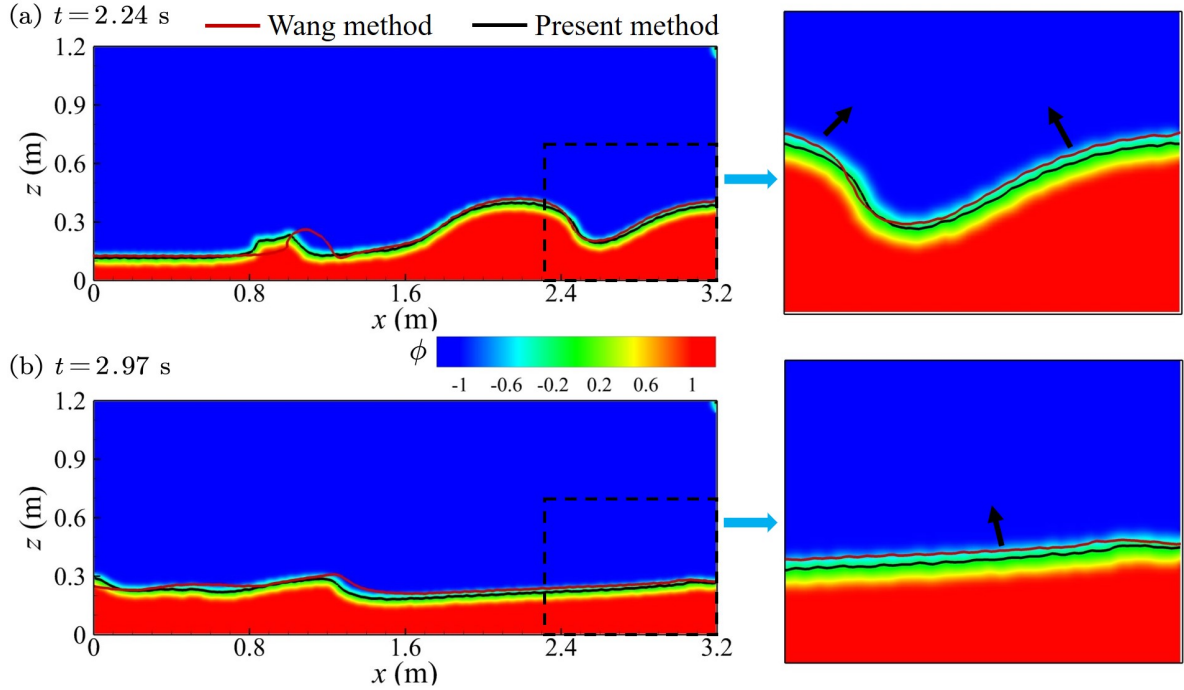 (a) t=2.24 s
Wang method
Present method
1.2
0.9
0.6
0.3
0
z (m)
0 0.8 1.6 2.4 3.2
x (m)
ϕ
-1 -0.6 -0.2 0.2 0.6 1
(b) t=2.97 s
1.2
0.9
0.6
0.3
0
z (m)
0 0.8 1.6 2.4 3.2
x (m)